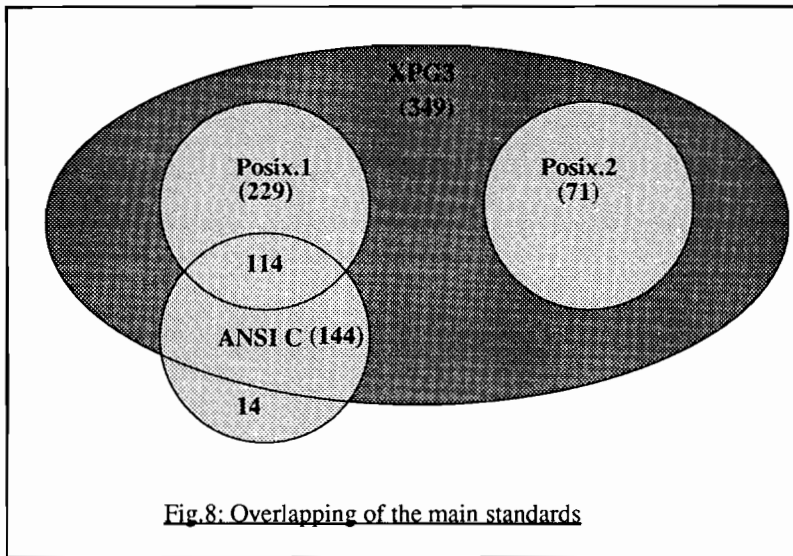 XPG3
(349)
Posix.1
(229)
Posix.2
(71)
114
ANSI C (144)
14
Fig.8: Overlapping of the main standards